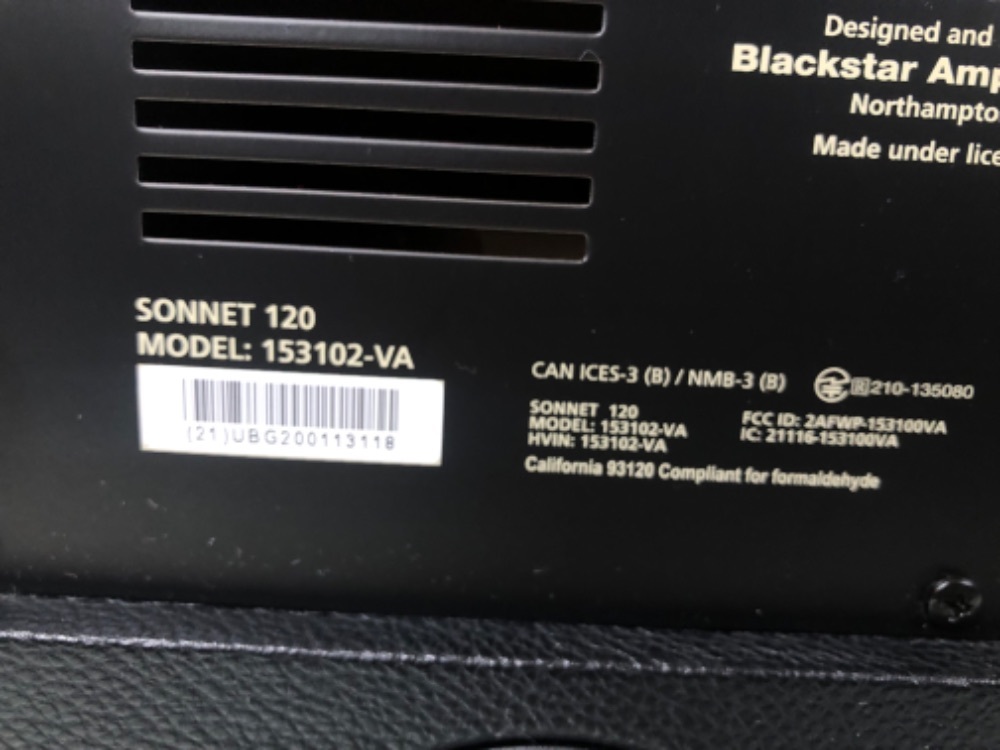 Designed and
Blackstar Amp
Northampto
Made under lice
SONNET 120
MODEL: 153102-VA
(21)UBG200113118
CAN ICES-3 (B) / NMB-3 (B)
R 210-135080
SONNET 120
MODEL: 153102-VA
HVIN: 153102-VA
FCC ID: 2AFWP-153100VA
IC: 21116-153100VA
California 93120 Compliant for formaldehyde